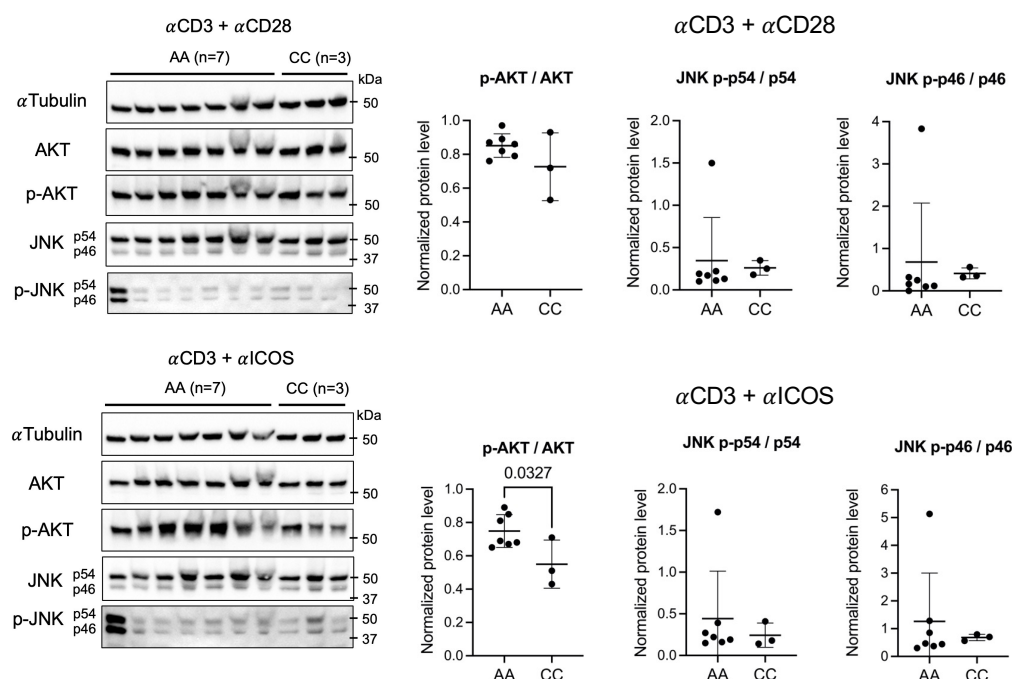 αCD3 + αCD28
AA (n=7)
CC (n=3)
kDa
αTubulin
50
AKT
50
p-AKT
50
JNK
p54
p46
50
37
p-JNK
p54
p46
37
αCD3 + αCD28
p-AKT / AKT
Normalized protein level
1.0
0.8
0.6
0.4
0.2
0.0
AA
CC
JNK p-p54 / p54
Normalized protein level
2.0
1.5
1.0
0.5
0.0
AA
CC
JNK p-p46 / p46
Normalized protein level
4
3
2
1
0
AA
CC
αCD3 + αICOS
AA (n=7)
CC (n=3)
kDa
αTubulin
50
AKT
50
p-AKT
50
JNK
p54
p46
50
37
p-JNK
p54
p46
50
37
αCD3 + αICOS
p-AKT / AKT
0.0327
Normalized protein level
1.0
0.8
0.6
0.4
0.2
0.0
AA
CC
JNK p-p54 / p54
Normalized protein level
2.0
1.5
1.0
0.5
0.0
AA
CC
JNK p-p46 / p46
Normalized protein level
6
5
4
3
2
1
0
AA
CC